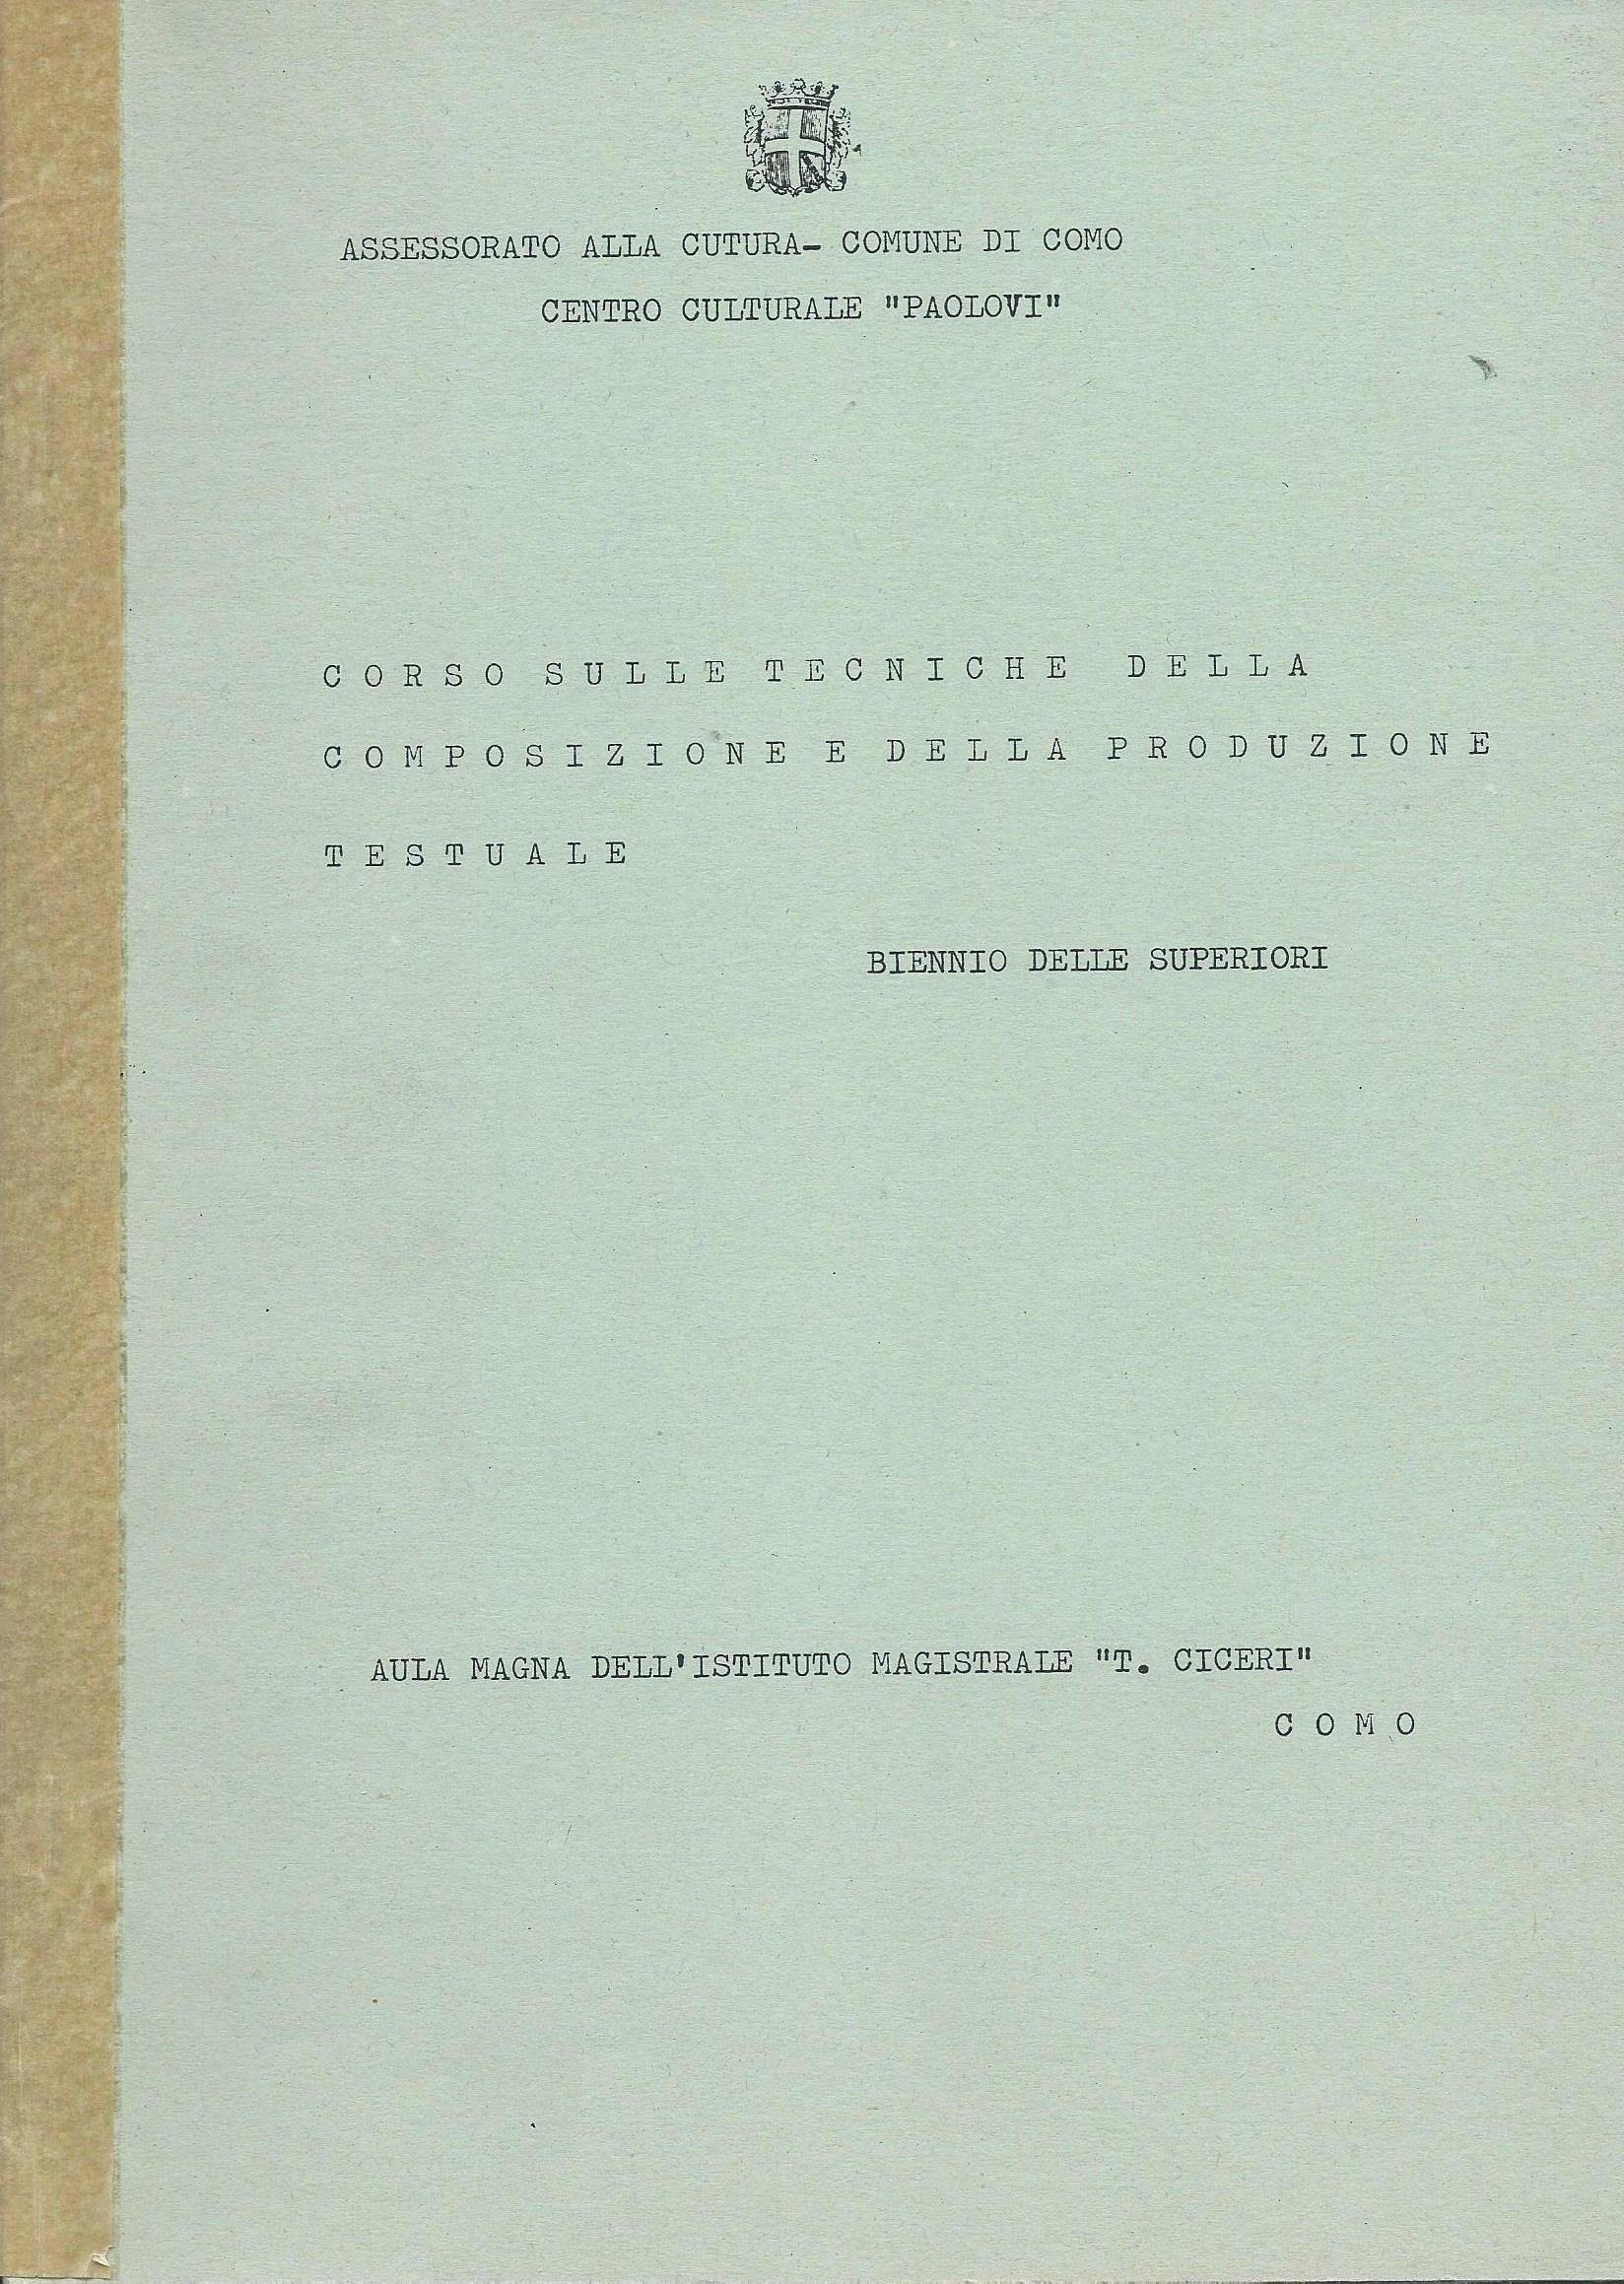 ASSESSORATO ALLA CUTURA- COMUNE DI COMO
CENTRO CULTURALE "PAOLOVI"
CORSO SULLE TECNICHE DELLA
COMPOSIZIONE E DELLA PRODUZIONE
TESTUALE
BIENNIO DELLE SUPERIORI
AULA MAGNA DELL'ISTITUTO MAGISTRALE "T. CICERI"
COMO